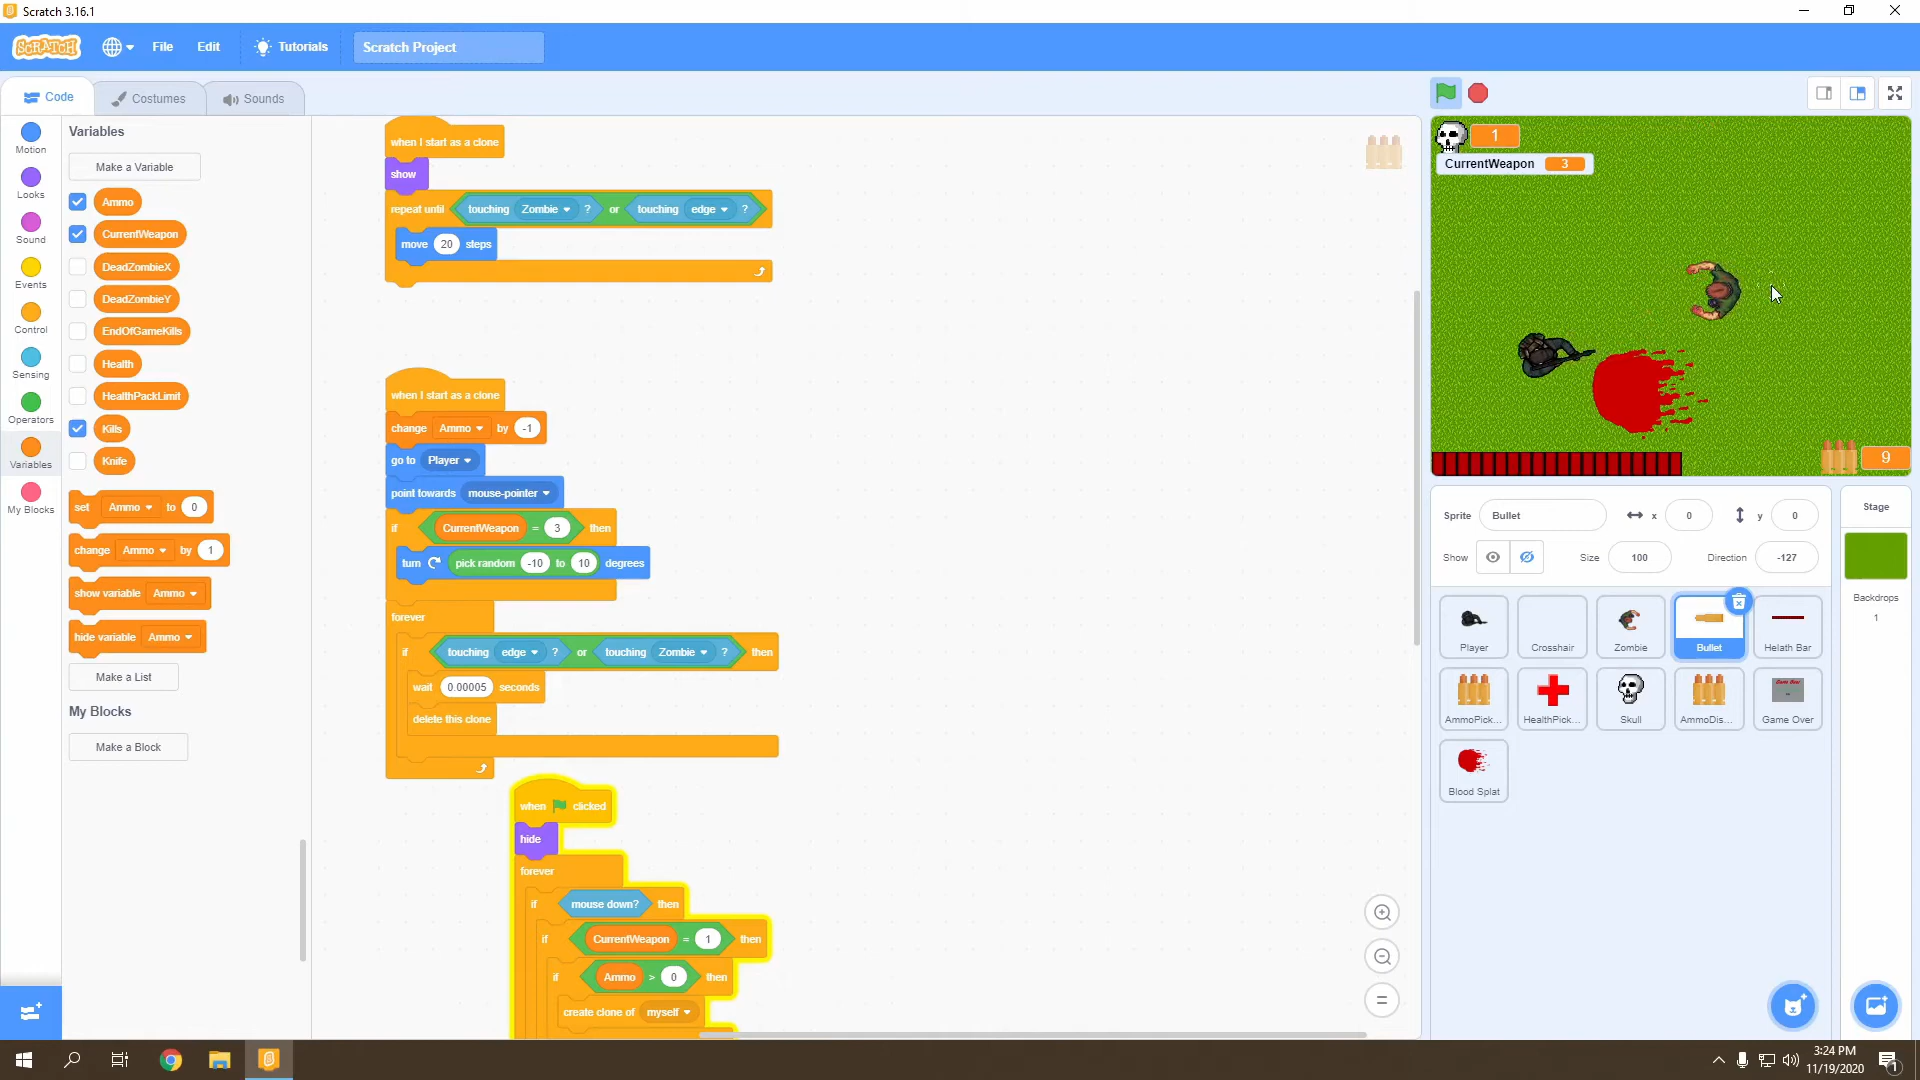 Scratch 3.16.1
SCRATCH File Edit Tutorials Scratch Project
Code Costumes Sounds
Motion
Looks
Sound
Events
Control
Sensing
Operators
Variables
My Blocks
Variables
Make a Variable
Ammo
CurrentWeapon
DeadZombieX
DeadZombieY
EndOfGameKills
Health
HealthPackLimit
Kills
Knife
set Ammo to 0
change Ammo by 1
show variable Ammo
hide variable Ammo
Make a List
My Blocks
Make a Block
when I start as a clone
show
repeat until touching Zombie ? or touching edge ?
move 20 steps
when I start as a clone
change Ammo by -1
go to Player
point towards mouse-pointer
if CurrentWeapon = 3 then
turn pick random -10 to 10 degrees
forever
if touching edge ? or touching Zombie ? then
wait 0.00005 seconds
delete this clone
when clicked
hide
forever
if mouse down? then
if CurrentWeapon = 1 then
if Ammo > 0 then
create clone of myself
1
CurrentWeapon 3
9
Sprite Bullet x 0 y 0
Show Size 100 Direction -127
Player Crosshair Zombie Bullet Helath Bar
AmmoPick... HealthPick... Skull AmmoDis... Game Over
Blood Splat
Stage
Backdrops
1
3:24 PM
11/19/2020
1